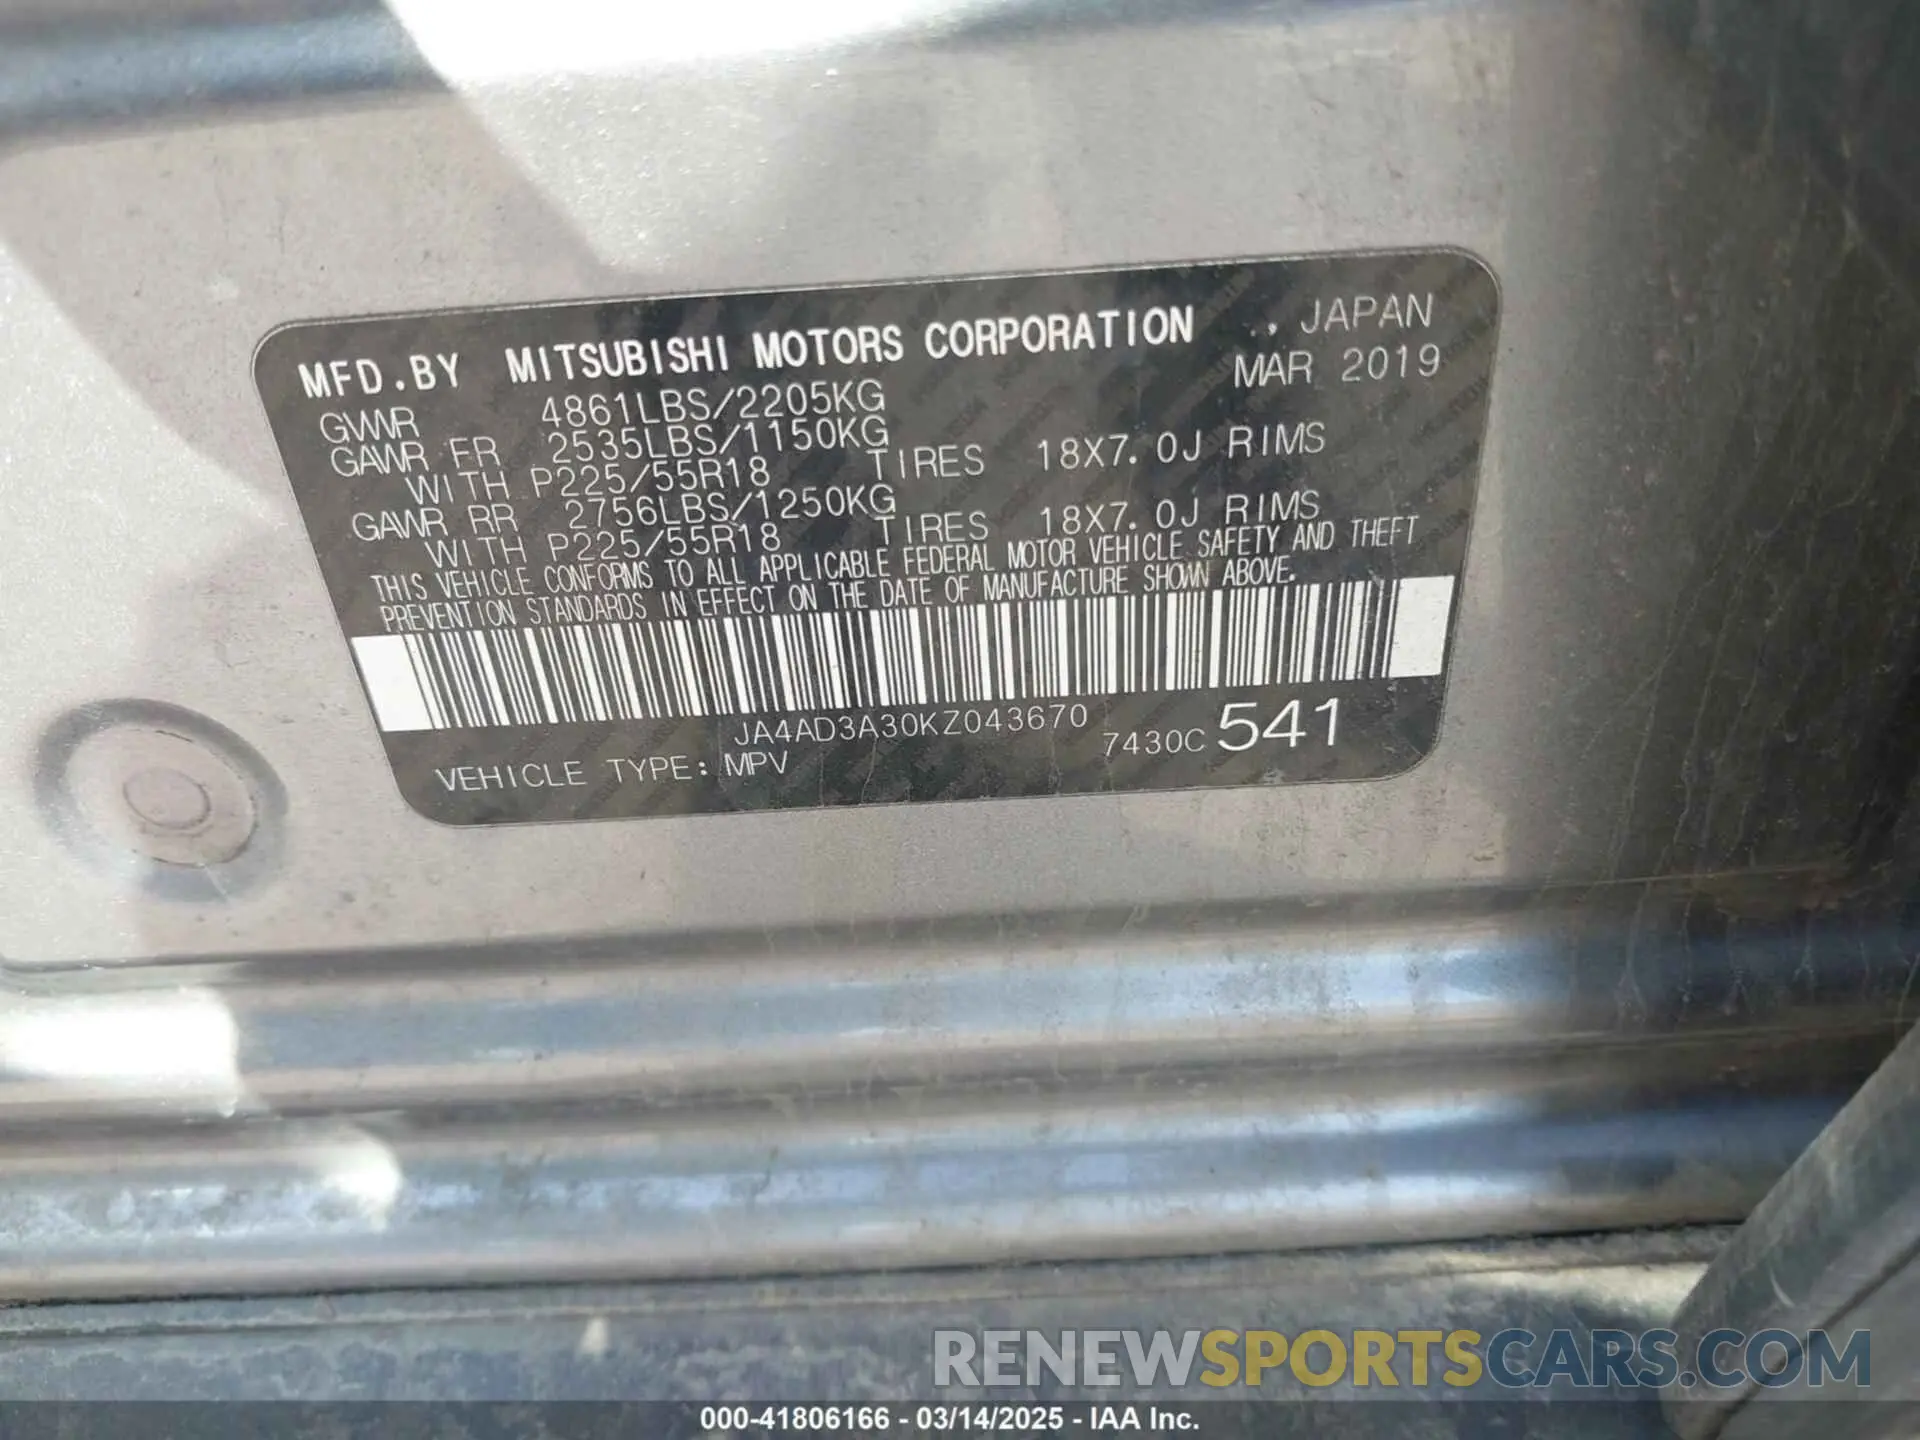 MFD.BY MITSUBISHI MOTORS CORPORATION ., JAPAN
GVWR 4861LBS/2205KG MAR 2019
GAWR FR 2535LBS/1150KG
WITH P225/55R18 TIRES 18X7.0J RIMS
GAWR RR 2756LBS/1250KG
WITH P225/55R18 TIRES 18X7.0J RIMS
THIS VEHICLE CONFORMS TO ALL APPLICABLE FEDERAL MOTOR VEHICLE SAFETY AND THEFT
PREVENTION STANDARDS IN EFFECT ON THE DATE OF MANUFACTURE SHOWN ABOVE.
JA4AD3A30KZ043670 7430C 541
VEHICLE TYPE: MPV
RENEWSPORTSCARS.COM
000-41806166 - 03/14/2025 - IAA Inc.